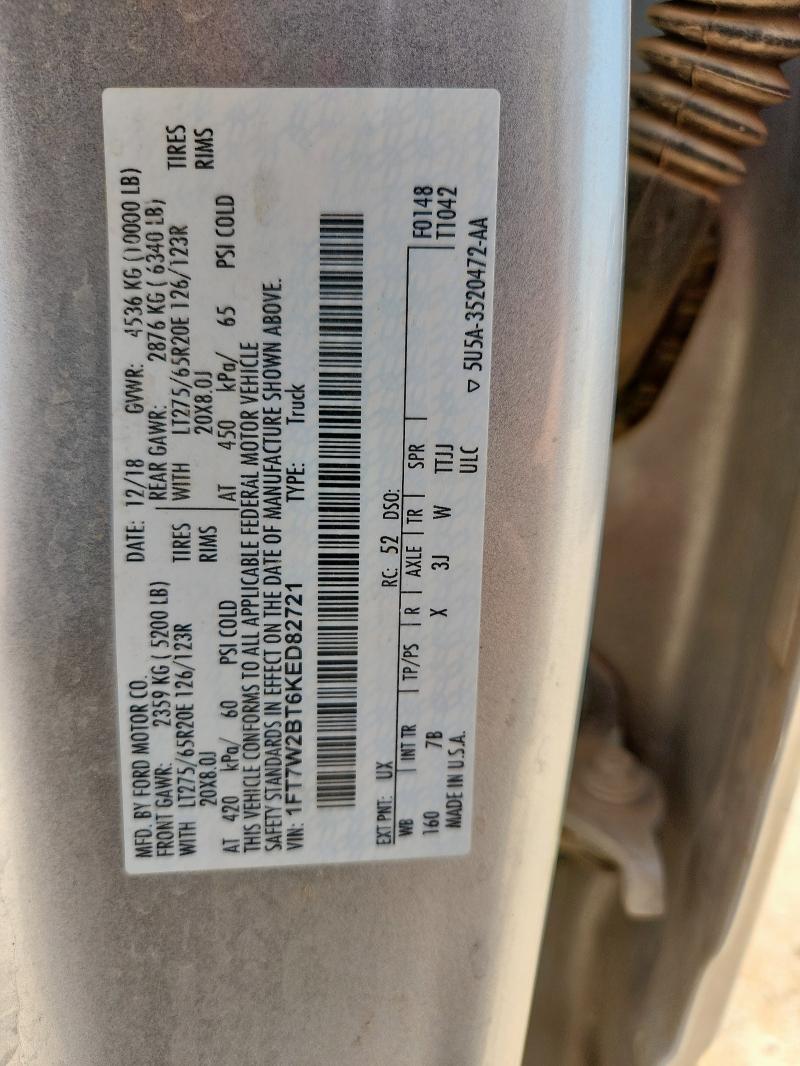 MFD. BY FORD MOTOR CO.
DATE: 12/18 GVWR: 4536 KG (10000 LB)
FRONT GAWR: 2359 KG ( 5200 LB)
REAR GAWR: 2876 KG ( 6340 LB)
WITH LT275/65R20E 126/123R TIRES
WITH LT275/65R20E 126/123R TIRES
20X8.0J RIMS
20X8.0J RIMS
AT 420 kPa/ 60 PSI COLD
AT 450 kPa/ 65 PSI COLD
THIS VEHICLE CONFORMS TO ALL APPLICABLE FEDERAL MOTOR VEHICLE
SAFETY STANDARDS IN EFFECT ON THE DATE OF MANUFACTURE SHOWN ABOVE.
VIN: 1FT7W2BT6KED82721 TYPE: Truck
EXT PNT: UX RC: 52 DSO:
WB INT TR TP/PS R AXLE TR SPR F0148
160 7B X 3J W TTJJ T1042
MADE IN U.S.A. ULC ▽ 5U5A-3520472-AA